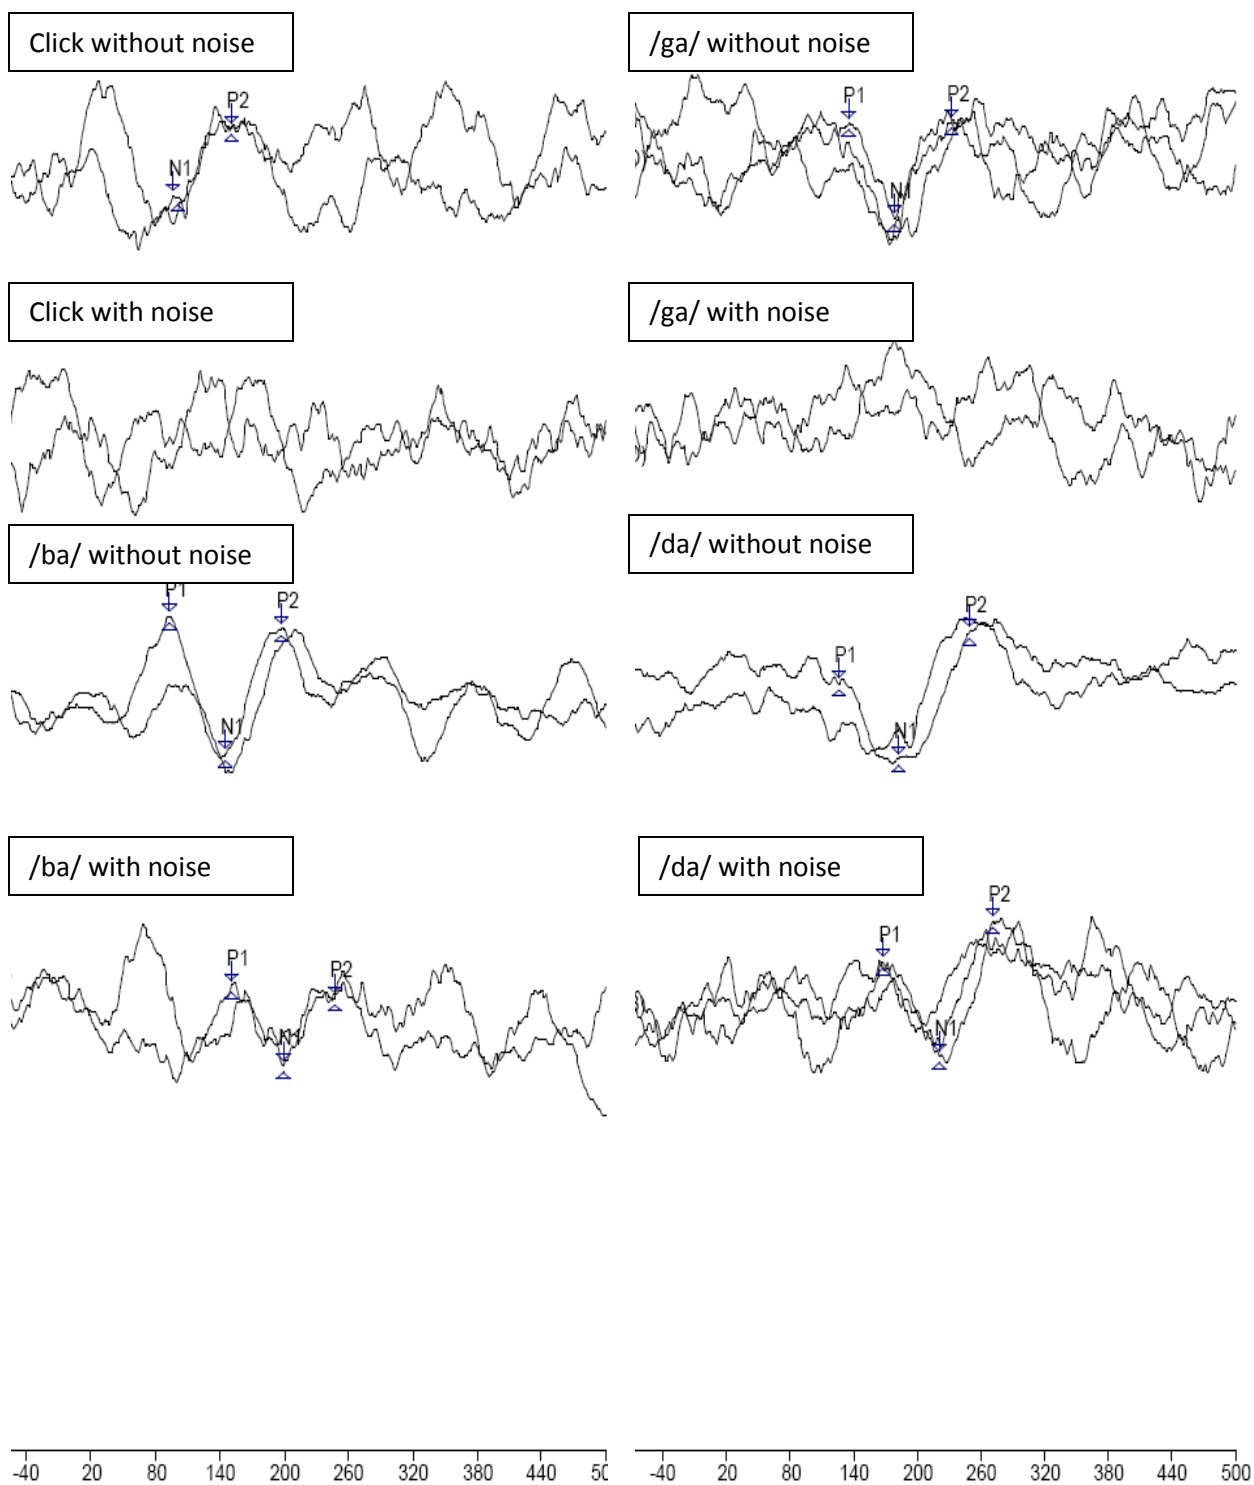 Click without noise
P2
N1
/ga/ without noise
P1
P2
N1
Click with noise
/ga/ with noise
/ba/ without noise
P1
P2
N1
/da/ without noise
P2
P1
N1
/ba/ with noise
P1
P2
N1
/da/ with noise
P2
P1
N1
-40 20 80 140 200 260 320 380 440 50
-40 20 80 140 200 260 320 380 440 500